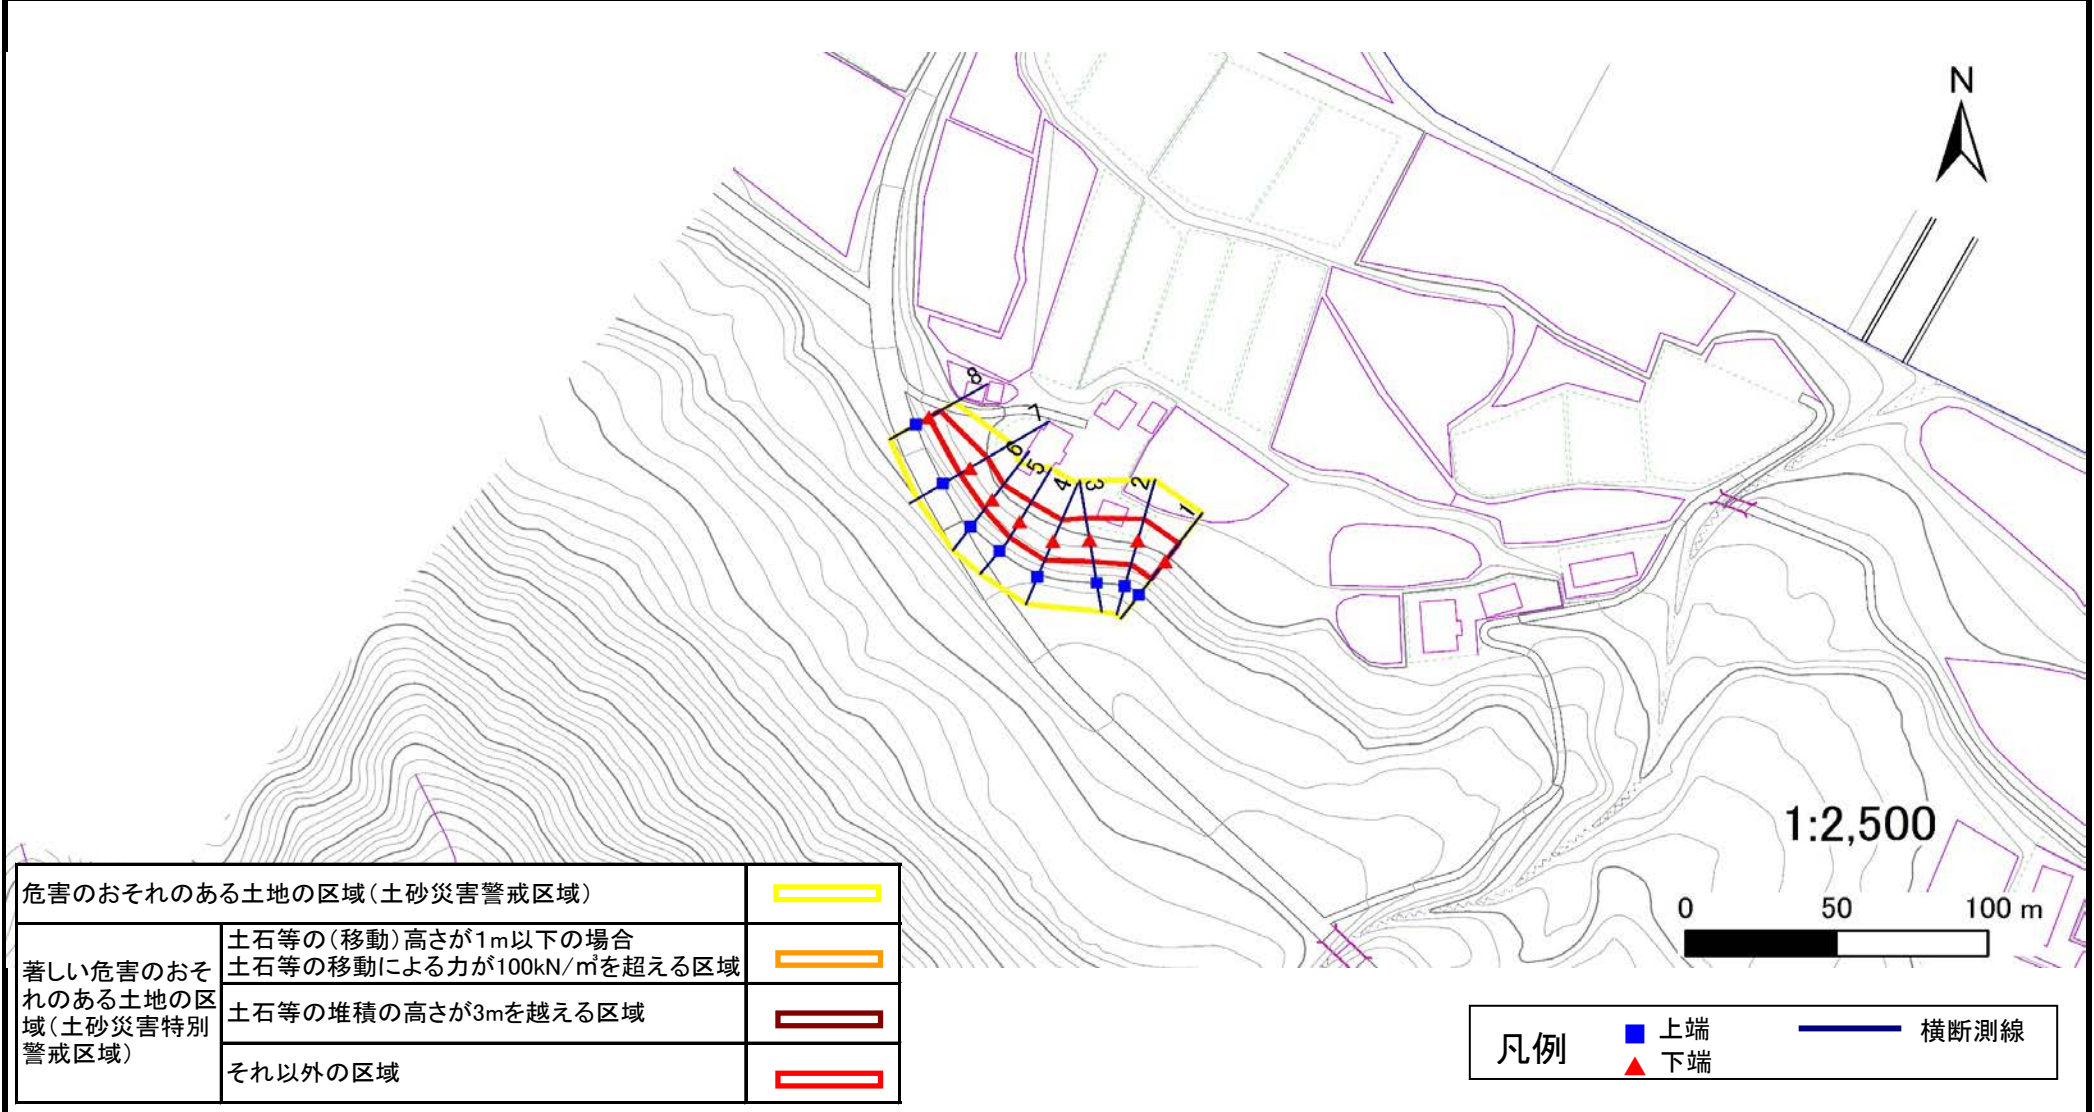 N
8
7
6
5
4
3
2
1
1:2,500
0 50 100 m
危害のおそれのある土地の区域(土砂災害警戒区域)
著しい危害のおそ
れのある土地の区
域(土砂災害特別
警戒区域)
土石等の(移動)高さが1m以下の場合
土石等の移動による力が100kN/㎡を超える区域
土石等の堆積の高さが3mを越える区域
それ以外の区域
凡例
上端
下端
横断測線